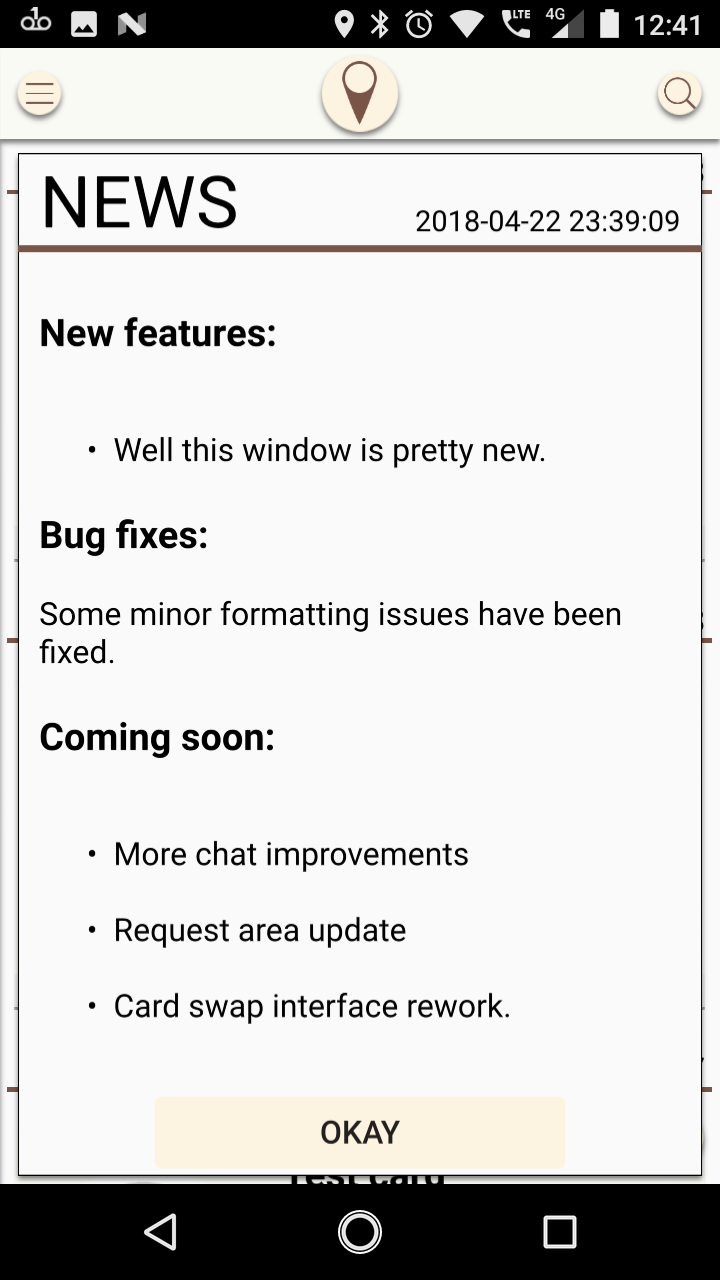 LTE 4G 12:41
NEWS
2018-04-22 23:39:09
New features:
• Well this window is pretty new.
Bug fixes:
Some minor formatting issues have been
fixed.
Coming soon:
• More chat improvements
• Request area update
• Card swap interface rework.
OKAY
Test card